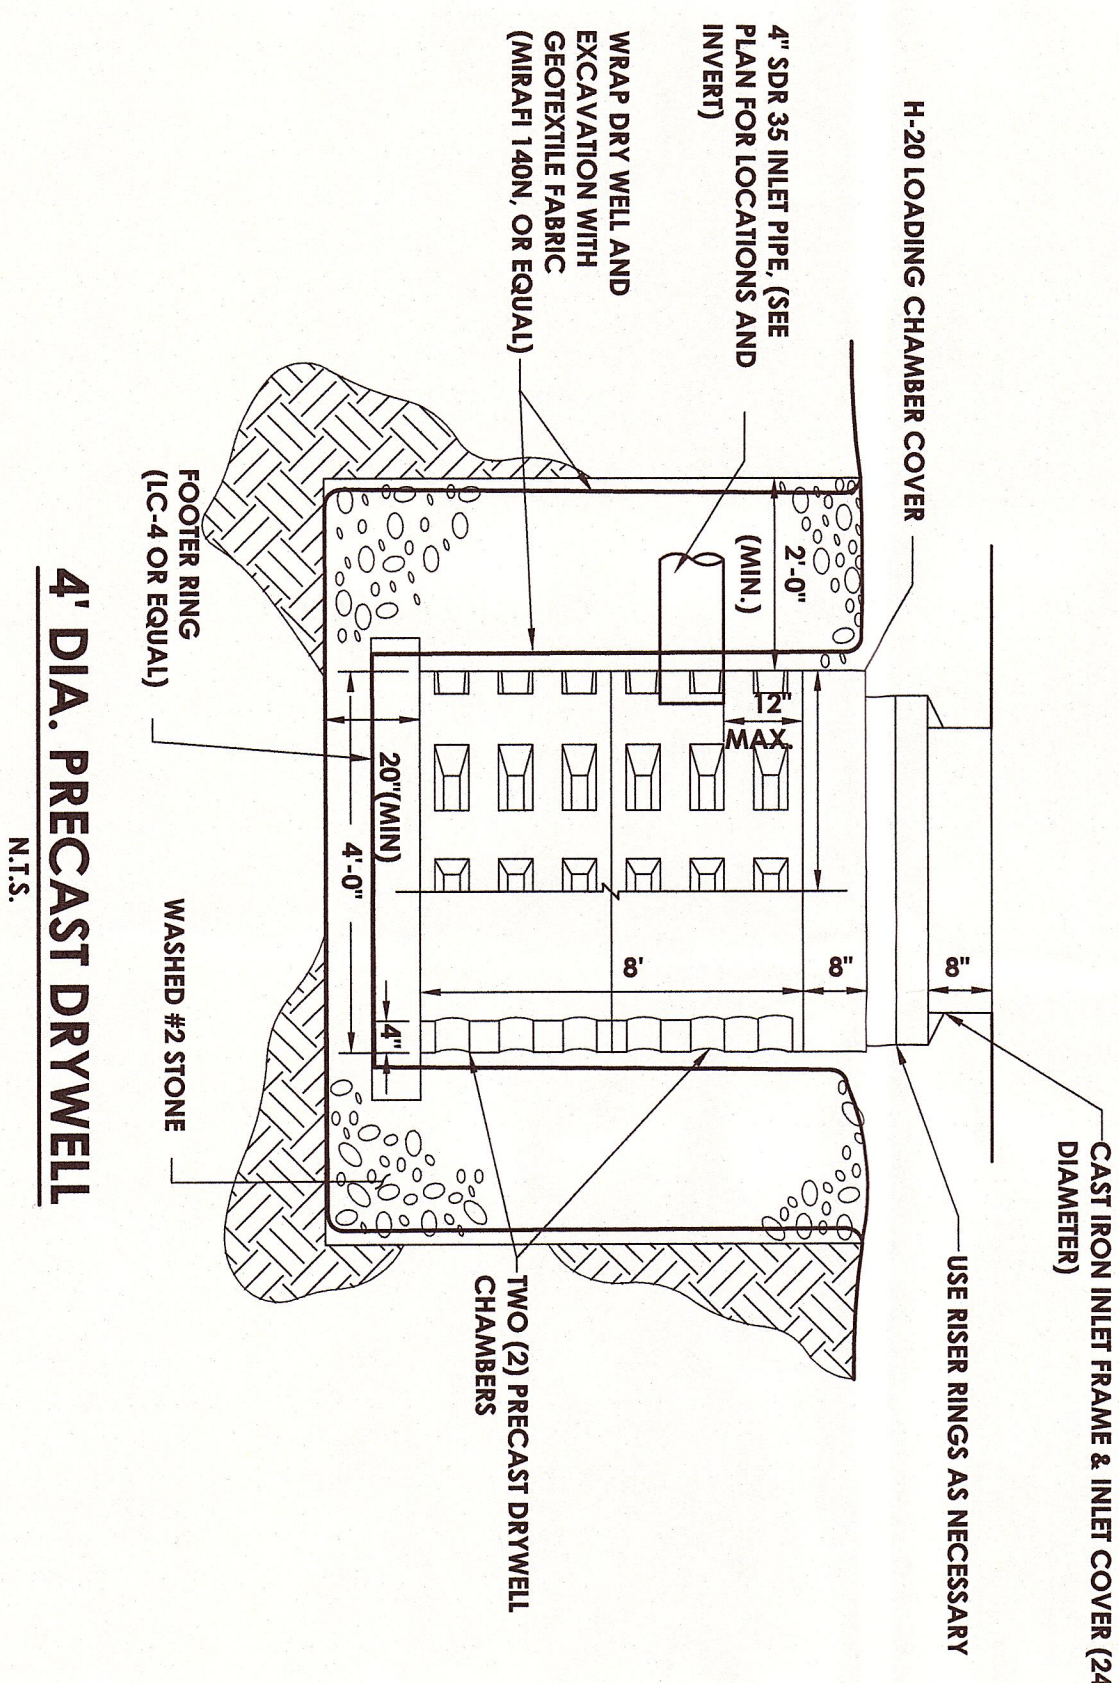 CAST IRON INLET FRAME & INLET COVER (24
DIAMETER)
USE RISER RINGS AS NECESSARY
H-20 LOADING CHAMBER COVER
4" SDR 35 INLET PIPE, (SEE
PLAN FOR LOCATIONS AND
INVERT)
WRAP DRY WELL AND
EXCAVATION WITH
GEOTEXTILE FABRIC
(MIRAFI 140N, OR EQUAL)
8"
8"
2'-0"
(MIN.)
12"
MAX.
8'
TWO (2) PRECAST DRYWELL
CHAMBERS
20"(MIN)
4"
4'-0"
FOOTER RING
(LC-4 OR EQUAL)
WASHED #2 STONE
4' DIA. PRECAST DRYWELL
N.T.S.